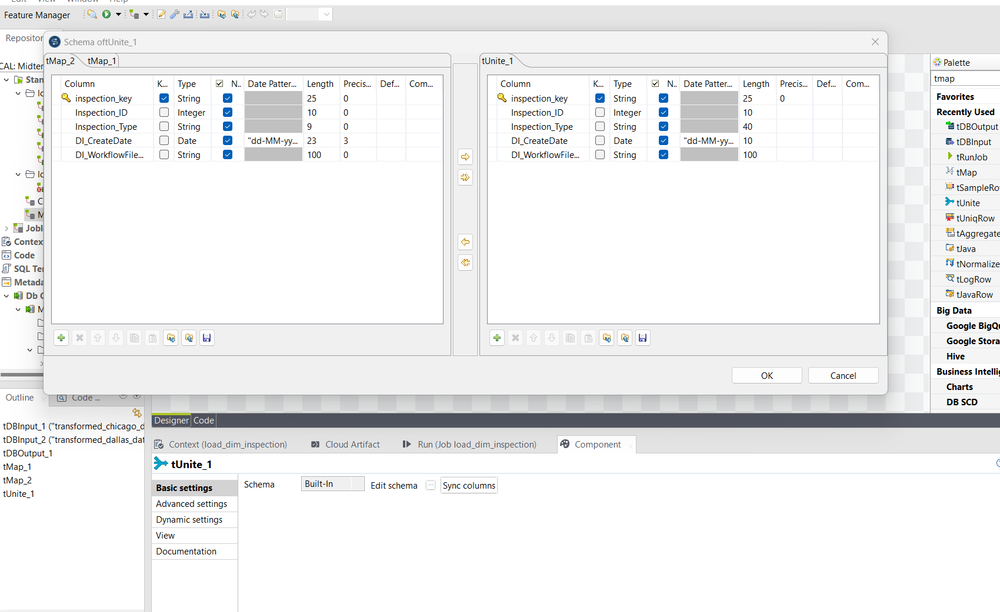 Edit View Window Help
Feature Manager
Repositor
Schema oftUnite_1
tMap_2 tMap_1
tUnite_1
Column K... Type N.. Date Patter... Length Precis... Def... Com...
inspection_key String 25 0
Inspection_ID Integer 10 0
Inspection_Type String 9 0
DI_CreateDate Date "dd-MM-yy... 23 3
DI_WorkflowFile... String 100 0
Column K... Type N.. Date Patter... Length Precis... Def... Com...
inspection_key String 25 0
Inspection_ID Integer 10
Inspection_Type String 40
DI_CreateDate Date "dd-MM-yy... 10
DI_WorkflowFile... String 100
OK Cancel
CAL: Midter
Stan
Jobl
Contex
Code
SQL Te
Metada
Db C
Palette
tmap
Favorites
Recently Used
tDBOutput
tDBInput
tRunJob
tMap
tSampleRo
tUnite
tUniqRow
tAggregate
tJava
tNormalize
tLogRow
tJavaRow
Big Data
Google BigQu
Google Stora
Hive
Business Intellig
Charts
DB SCD
Outline Code ...
tDBInput_1 ("transformed_chicago_d
tDBInput_2 ("transformed_dallas_dat
tDBOutput_1
tMap_1
tMap_2
tUnite_1
Designer Code
Context (load_dim_inspection) Cloud Artifact Run (Job load_dim_inspection) Component
tUnite_1
Basic settings
Advanced settings
Dynamic settings
View
Documentation
Schema Built-In Edit schema ... Sync columns